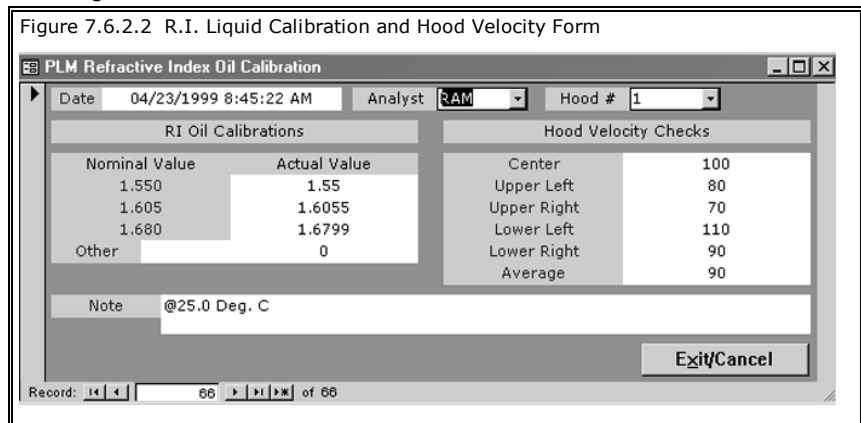 Figure 7.6.2.2 R.I. Liquid Calibration and Hood Velocity Form
PLM Refractive Index Oil Calibration
Date 04/23/1999 8:45:22 AM Analyst RAM Hood # 1
RI Oil Calibrations
Nominal Value Actual Value
1.550 1.55
1.605 1.6055
1.680 1.6799
Other 0
Hood Velocity Checks
Center 100
Upper Left 80
Upper Right 70
Lower Left 110
Lower Right 90
Average 90
Note @25.0 Deg. C
Exit/Cancel
Record: 66 of 66